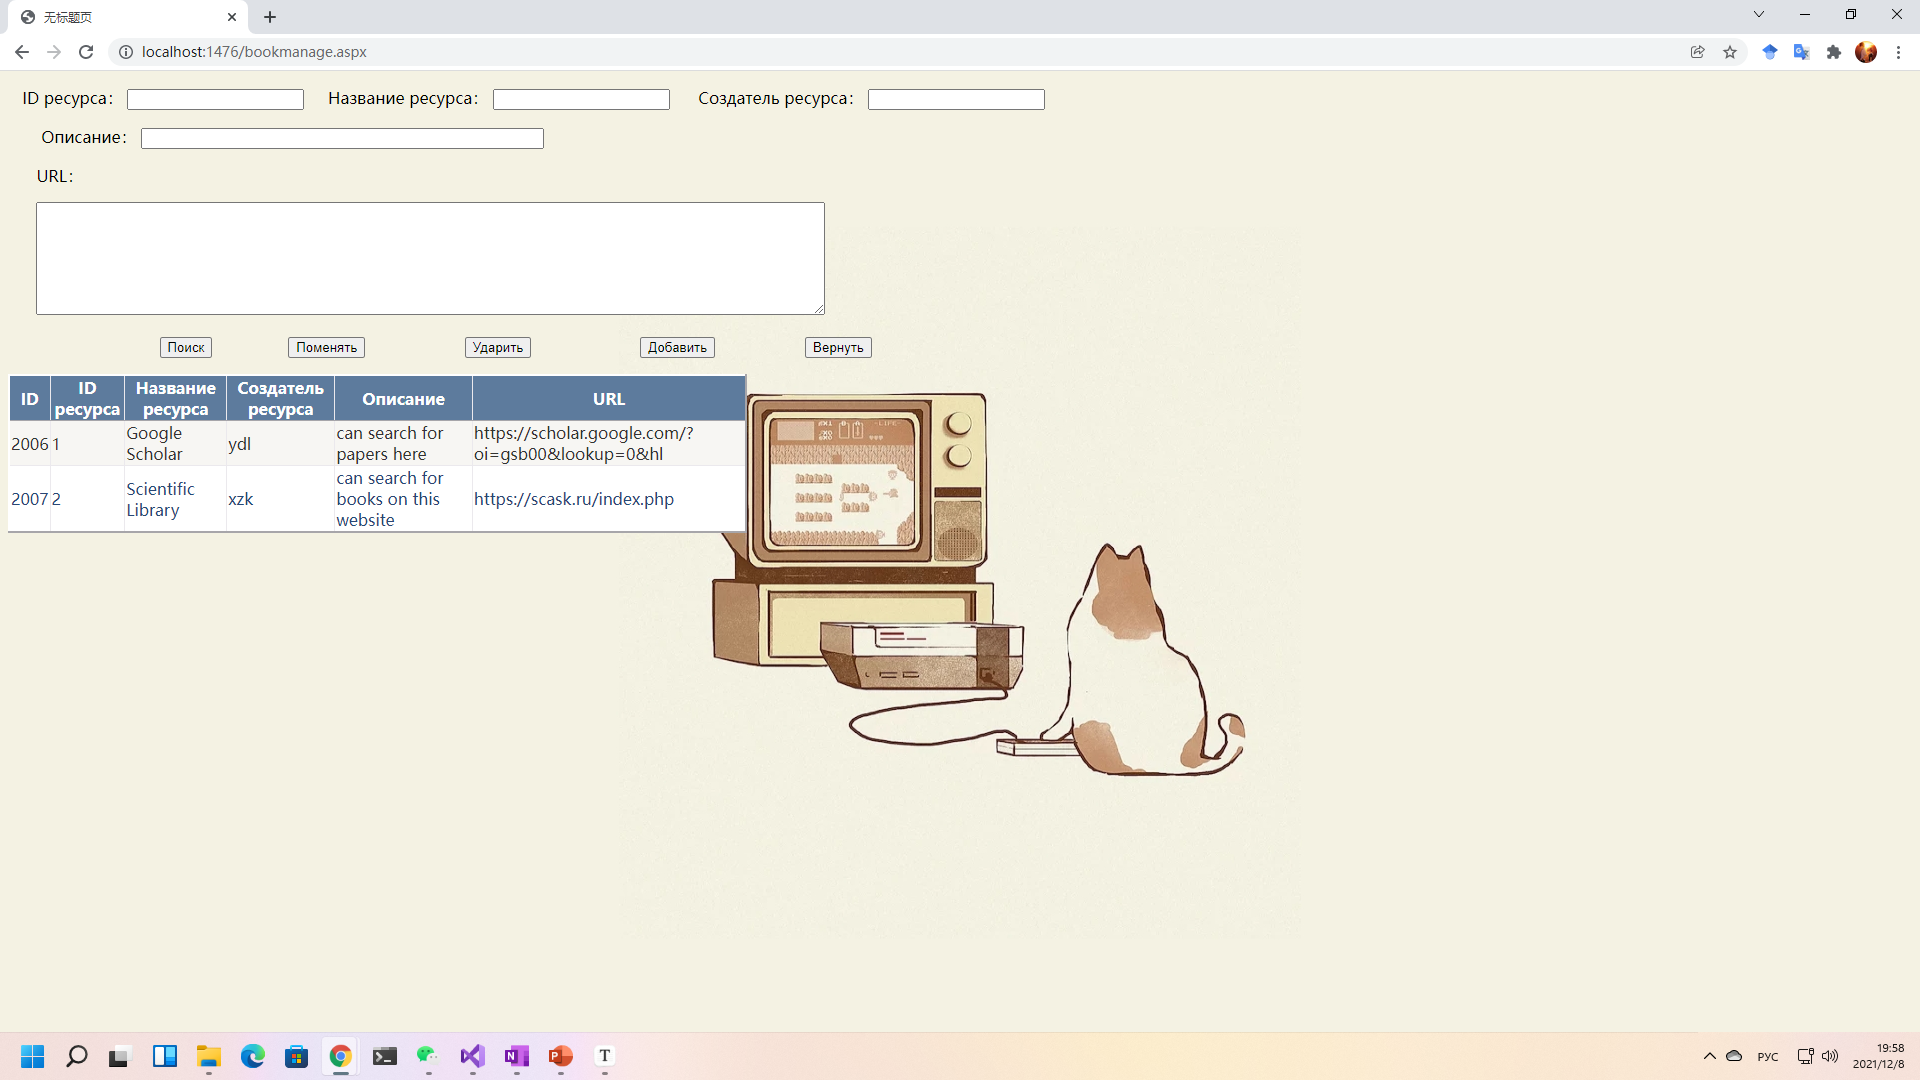 无标题页
localhost:1476/bookmanage.aspx
ID ресурса: Название ресурса: Создатель ресурса:
Описание:
URL:
Поиск Поменять Ударить Добавить Вернуть
ID ID ресурса Название ресурса Создатель ресурса Описание URL
2006 1 Google Scholar ydl can search for papers here https://scholar.google.com/?oi=gsb00&lookup=0&hl
2007 2 Scientific Library xzk can search for books on this website https://scask.ru/index.php
-LIFE-
РУС
19:58
2021/12/8